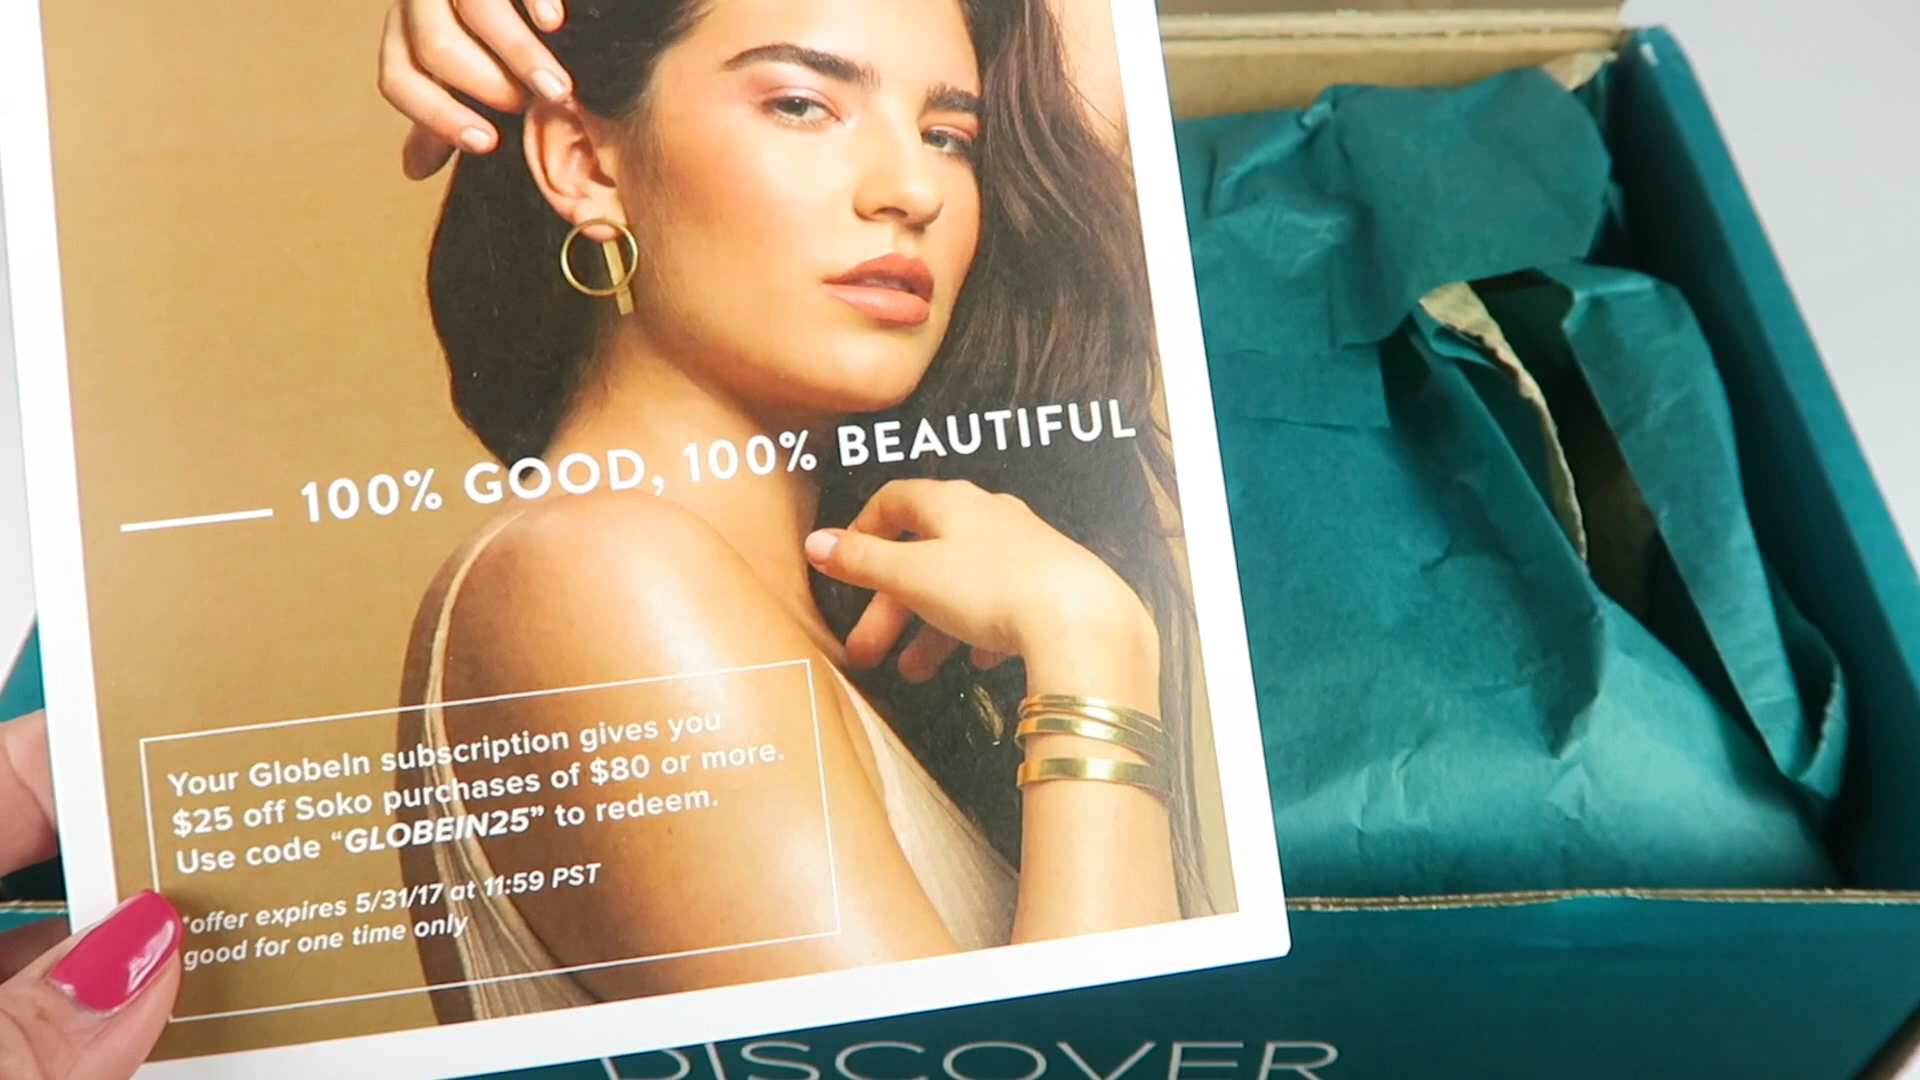 100% GOOD, 100% BEAUTIFUL
Your GlobeIn subscription gives you
$25 off Soko purchases of $80 or more.
Use code “GLOBEIN25” to redeem.
*offer expires 5/31/17 at 11:59 PST
good for one time only
DISCOVER